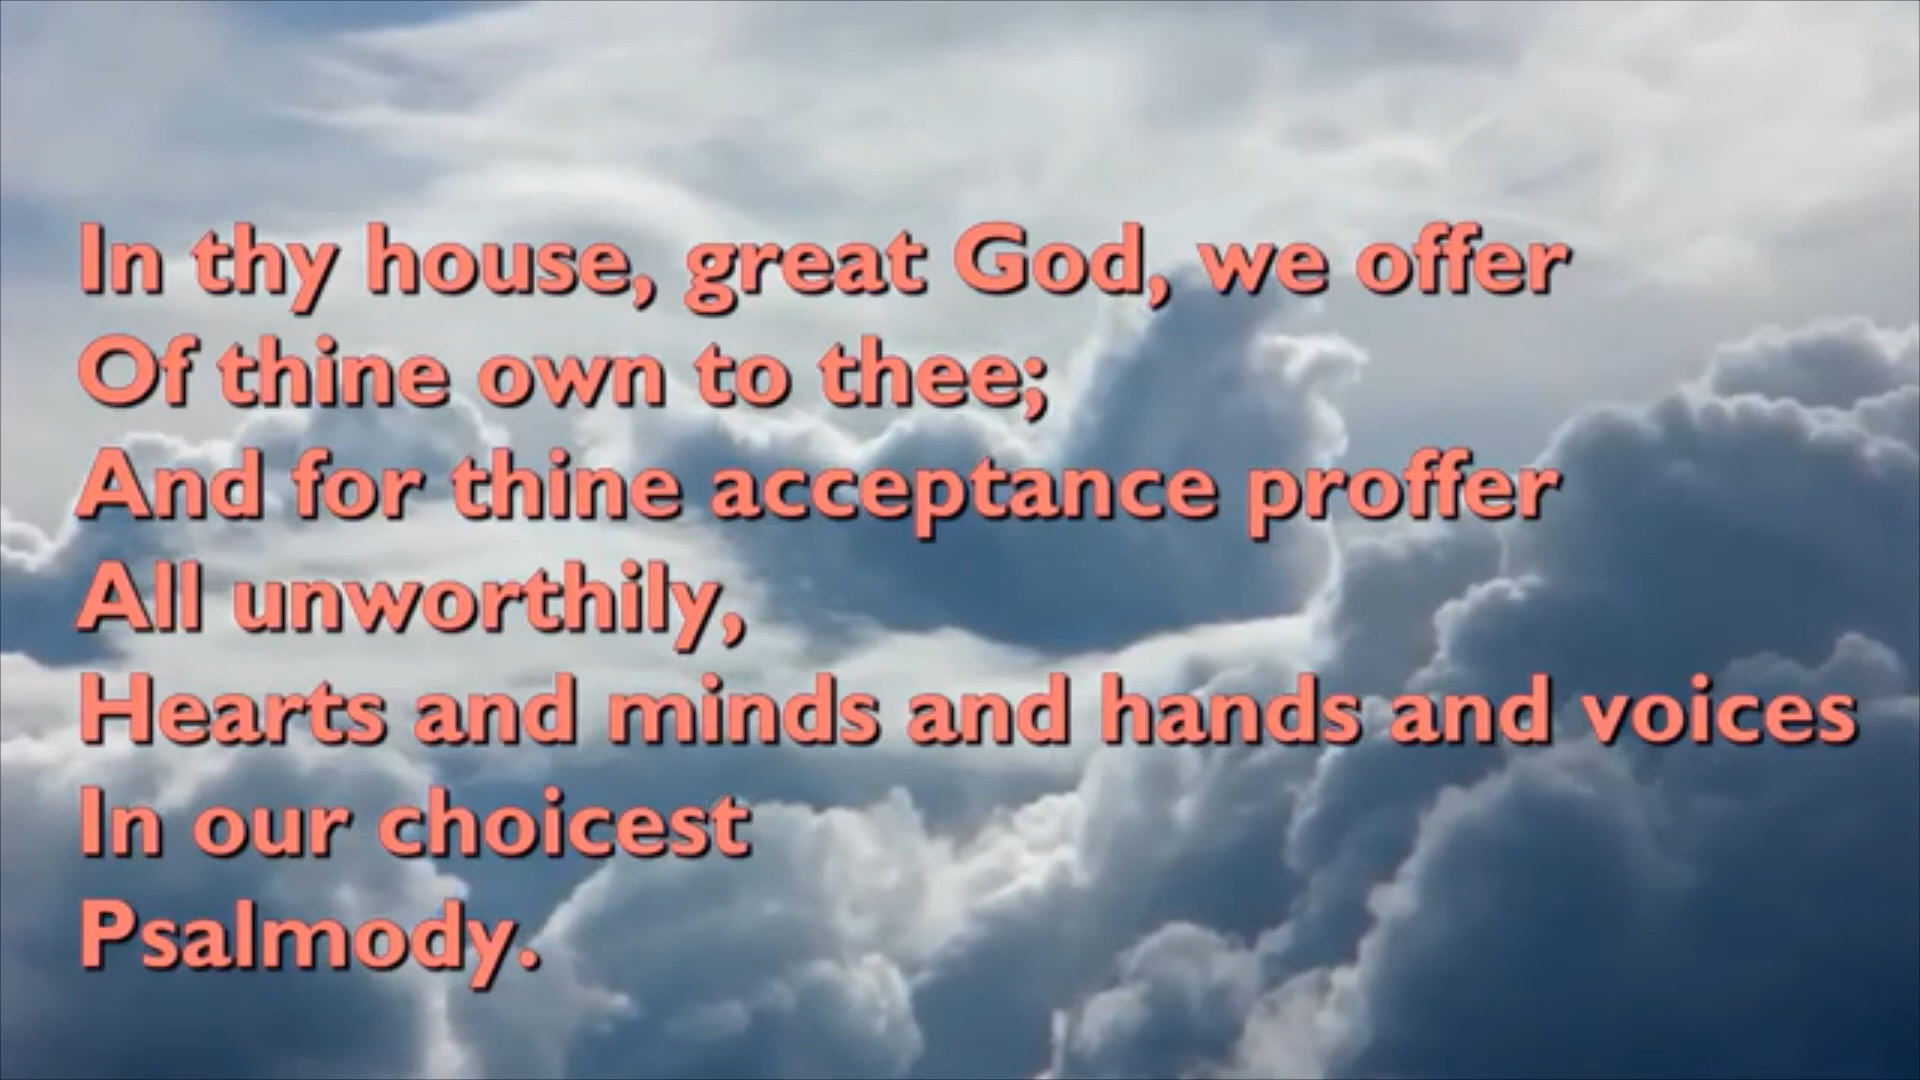 In thy house, great God, we offer
Of thine own to thee;
And for thine acceptance proffer
All unworthily,
Hearts and minds and hands and voices
In our choicest
Psalmody.